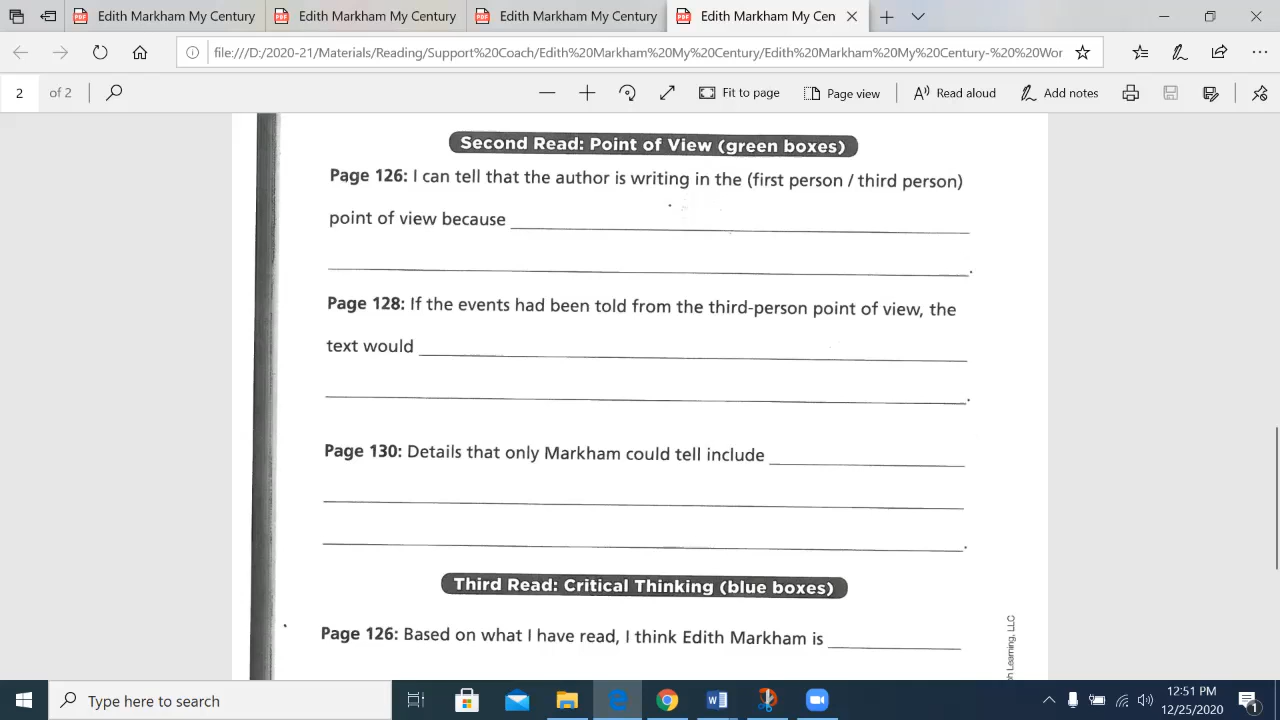 Edith Markham My Century
Edith Markham My Century
Edith Markham My Century
Edith Markham My Cen
file:///D:/2020-21/Materials/Reading/Support%20Coach/Edith%20Markham%20My%20Century/Edith%20Markham%20My%20Century-%20%20Wor
2 of 2
Fit to page
Page view
Read aloud
Add notes
Second Read: Point of View (green boxes)
Page 126: I can tell that the author is writing in the (first person / third person)
point of view because
.
Page 128: If the events had been told from the third-person point of view, the
text would
.
Page 130: Details that only Markham could tell include
.
Third Read: Critical Thinking (blue boxes)
Page 126: Based on what I have read, I think Edith Markham is
Learning, LLC
Type here to search
12:51 PM
12/25/2020
1